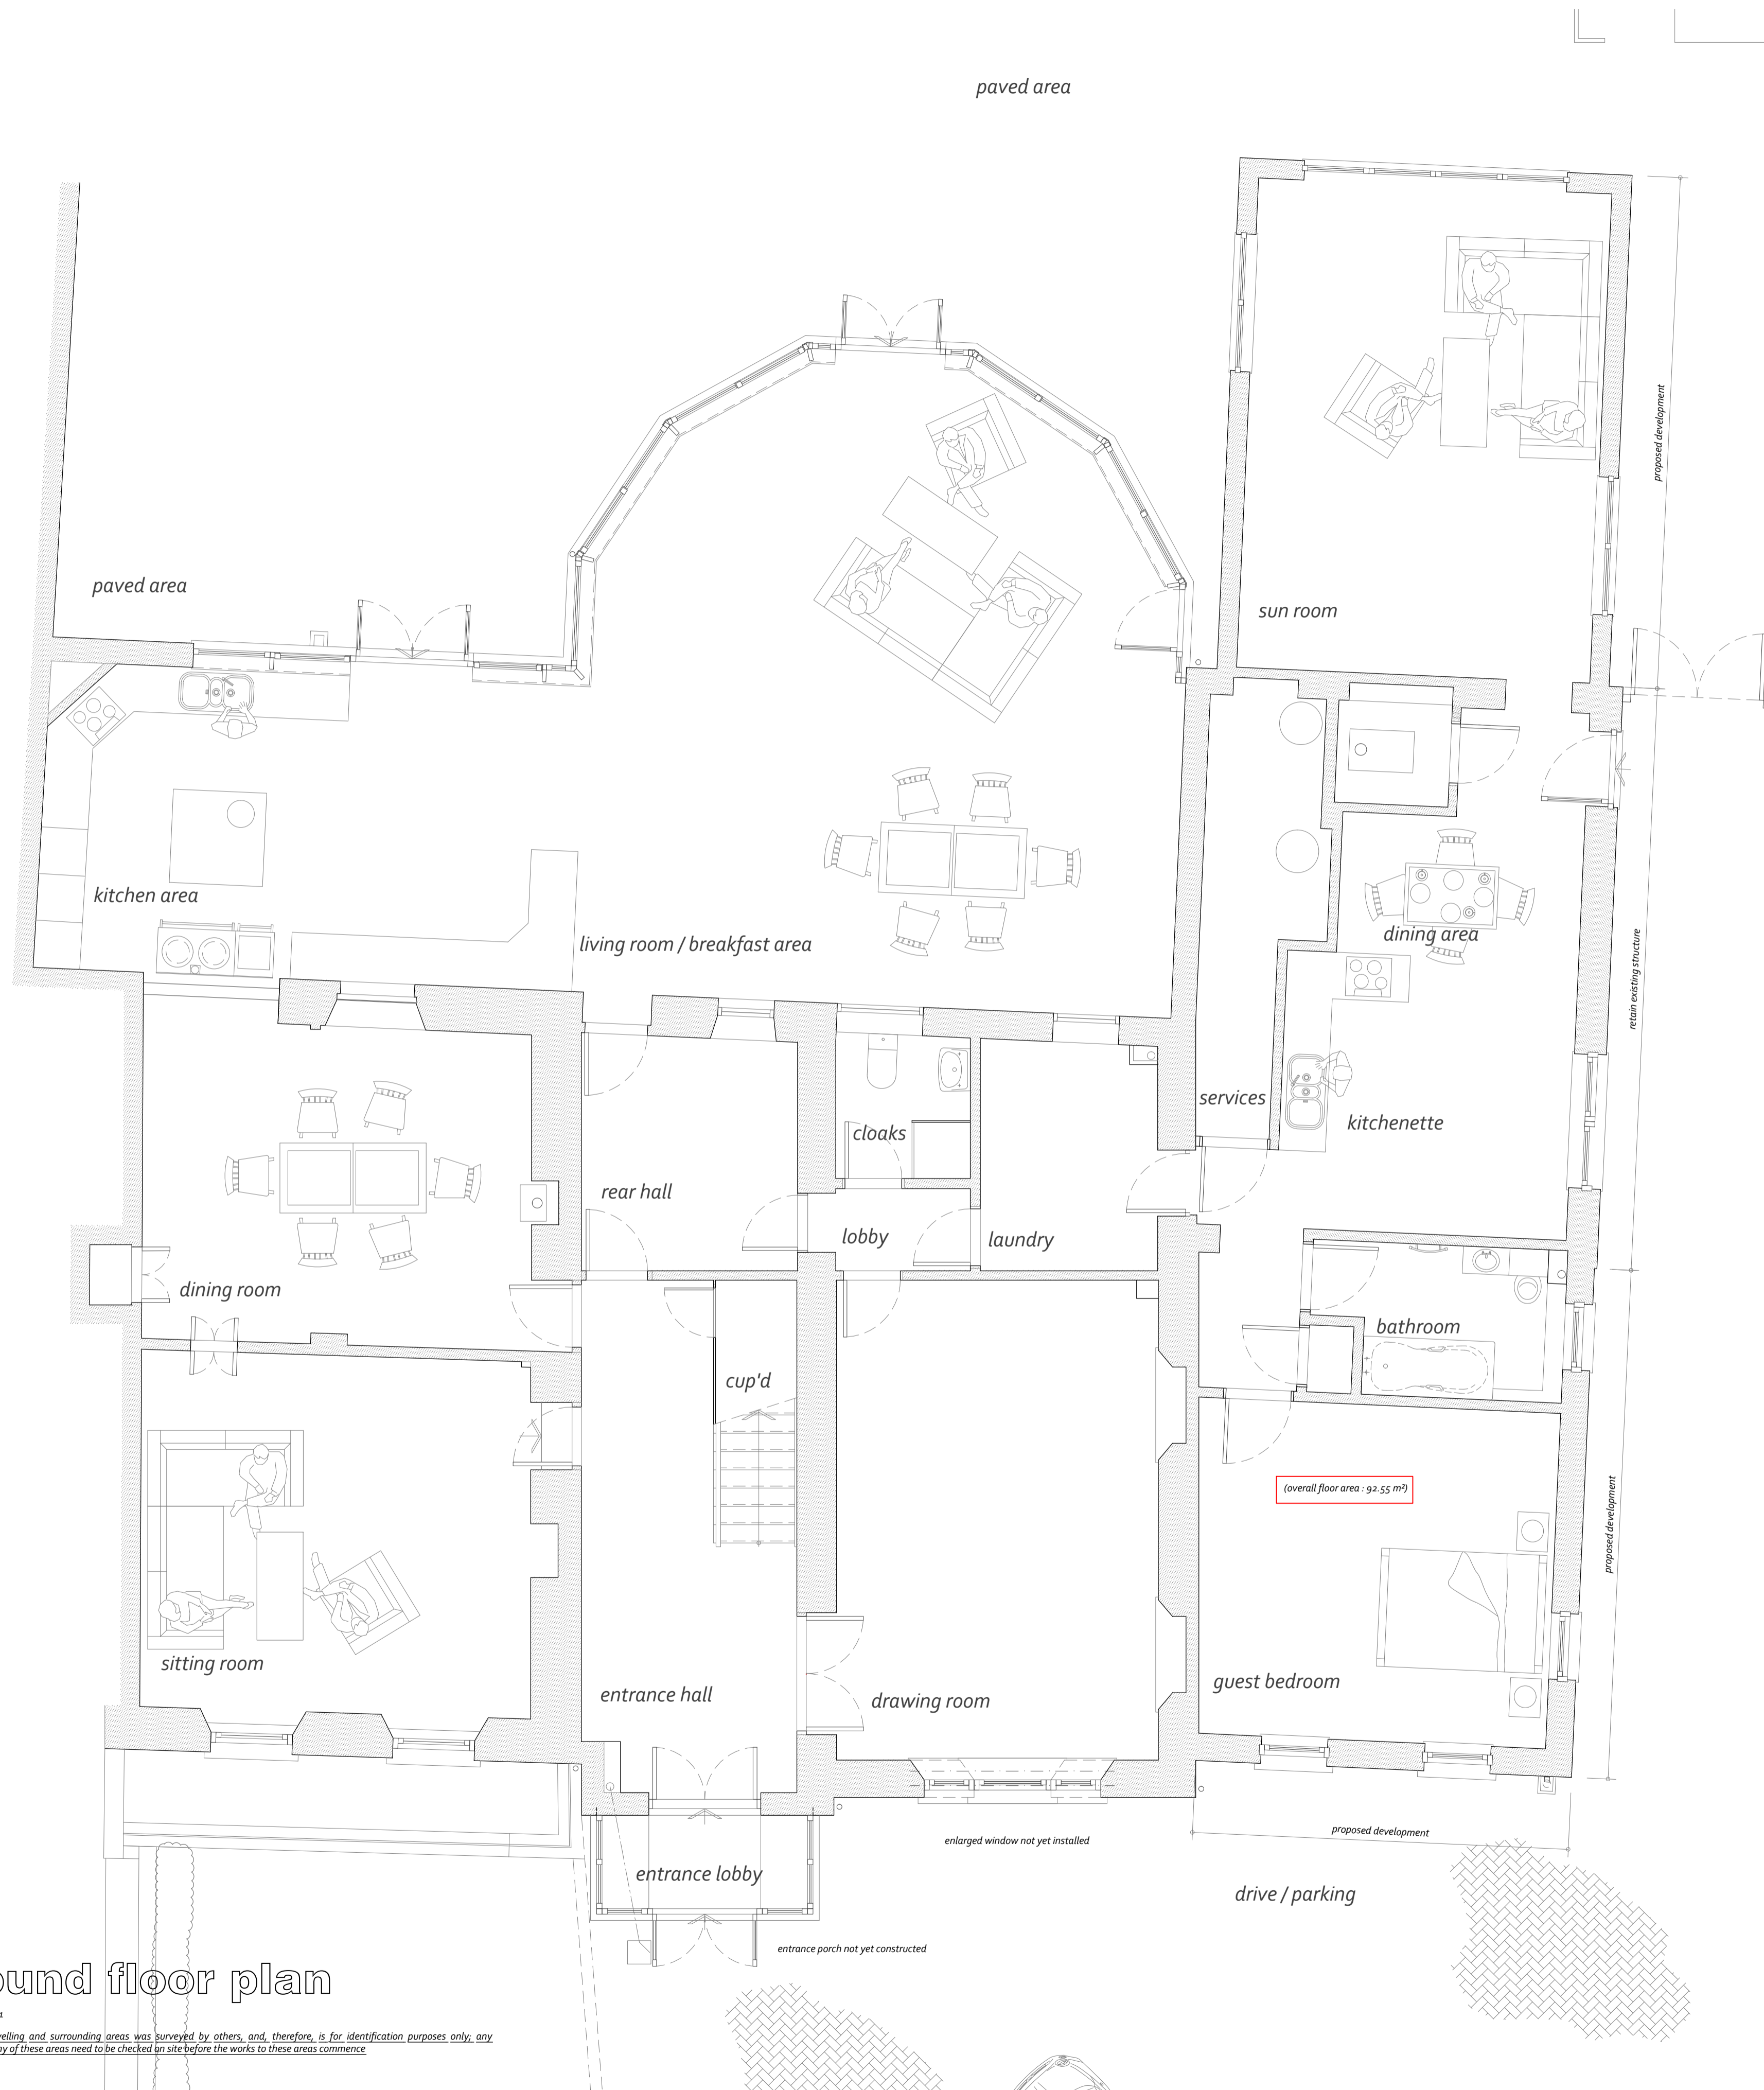 paved area
proposed development
paved area
sun room
kitchen area
living room / breakfast area
dining area
retain existing structure
services
kitchenette
cloaks
rear hall
lobby
laundry
dining room
bathroom
cup'd
(overall floor area : 92.55 m²)
proposed development
sitting room
entrance hall
drawing room
guest bedroom
proposed development
enlarged window not yet installed
entrance lobby
drive / parking
entrance porch not yet constructed
ound floor plan
elling and surrounding areas was surveyed by others, and, therefore, is for identification purposes only; any
y of these areas need to be checked on site before the works to these areas commence